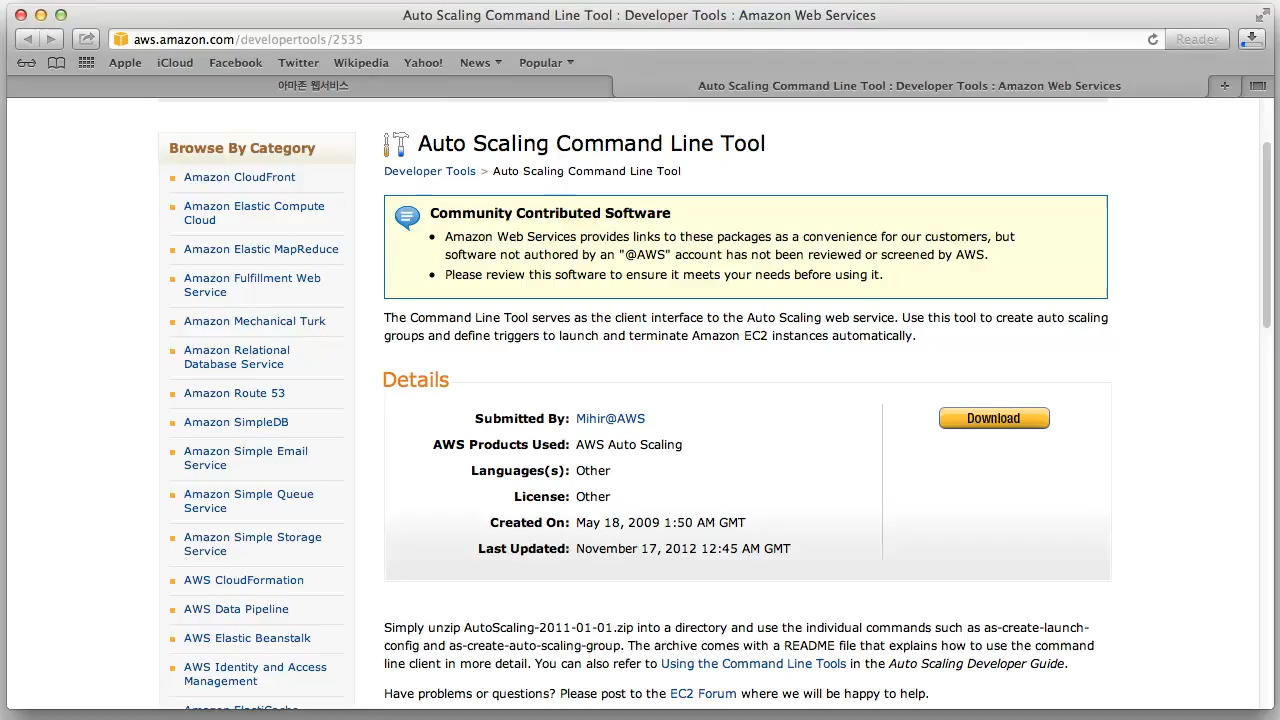 Auto Scaling Command Line Tool : Developer Tools : Amazon Web Services
aws.amazon.com/developertools/2535
Reader
Apple iCloud Facebook Twitter Wikipedia Yahoo! News Popular
아마존 웹서비스
Auto Scaling Command Line Tool : Developer Tools : Amazon Web Services
Browse By Category
Amazon CloudFront
Amazon Elastic Compute
Cloud
Amazon Elastic MapReduce
Amazon Fulfillment Web
Service
Amazon Mechanical Turk
Amazon Relational
Database Service
Amazon Route 53
Amazon SimpleDB
Amazon Simple Email
Service
Amazon Simple Queue
Service
Amazon Simple Storage
Service
AWS CloudFormation
AWS Data Pipeline
AWS Elastic Beanstalk
AWS Identity and Access
Management
Amazon ElastiCache
Auto Scaling Command Line Tool
Developer Tools > Auto Scaling Command Line Tool
Community Contributed Software
• Amazon Web Services provides links to these packages as a convenience for our customers, but
software not authored by an "@AWS" account has not been reviewed or screened by AWS.
• Please review this software to ensure it meets your needs before using it.
The Command Line Tool serves as the client interface to the Auto Scaling web service. Use this tool to create auto scaling
groups and define triggers to launch and terminate Amazon EC2 instances automatically.
Details
Submitted By: Mihir@AWS
AWS Products Used: AWS Auto Scaling
Languages(s): Other
License: Other
Created On: May 18, 2009 1:50 AM GMT
Last Updated: November 17, 2012 12:45 AM GMT
Download
Simply unzip AutoScaling-2011-01-01.zip into a directory and use the individual commands such as as-create-launch-
config and as-create-auto-scaling-group. The archive comes with a README file that explains how to use the command
line client in more detail. You can also refer to Using the Command Line Tools in the Auto Scaling Developer Guide.
Have problems or questions? Please post to the EC2 Forum where we will be happy to help.